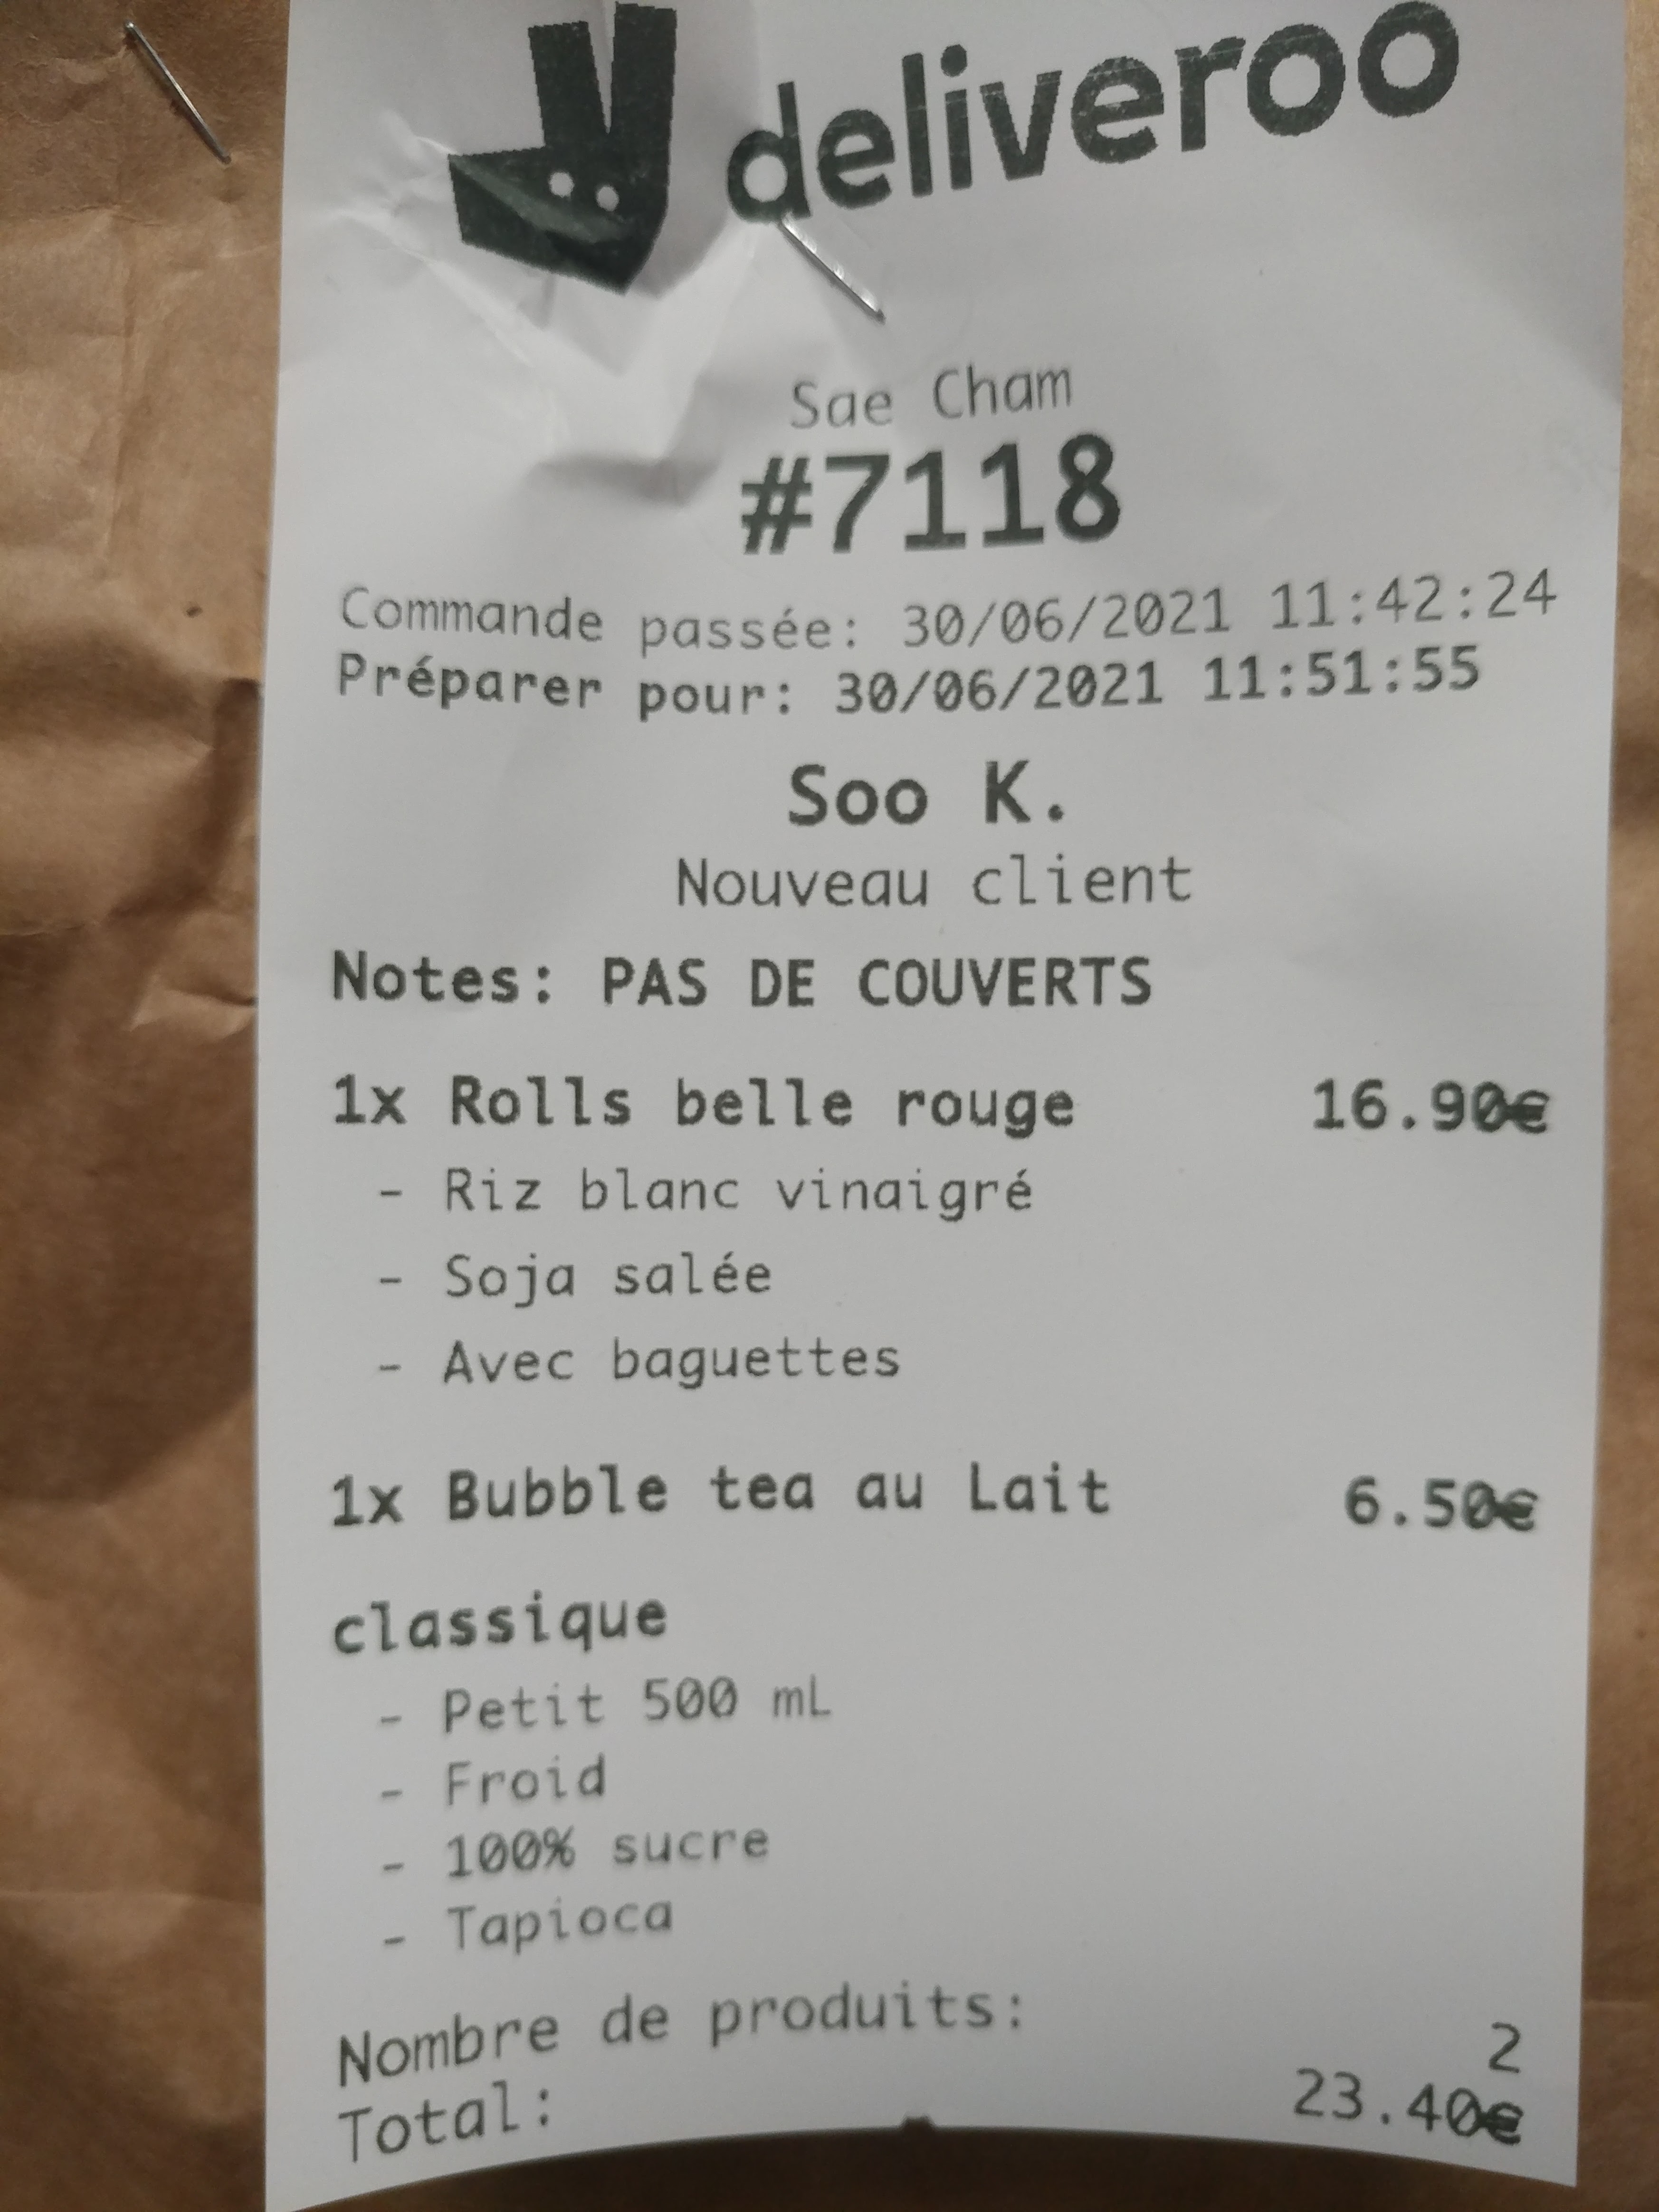 deliveroo
Sae Cham
#7118
Commande passée: 30/06/2021 11:42:24
Préparer pour: 30/06/2021 11:51:55
Soo K.
Nouveau client
Notes: PAS DE COUVERTS
1x Rolls belle rouge 16.90€
- Riz blanc vinaigré
- Soja salée
- Avec baguettes
1x Bubble tea au Lait 6.50€
classique
- Petit 500 mL
- Froid
- 100% sucre
- Tapioca
Nombre de produits: 2
Total: 23.40€